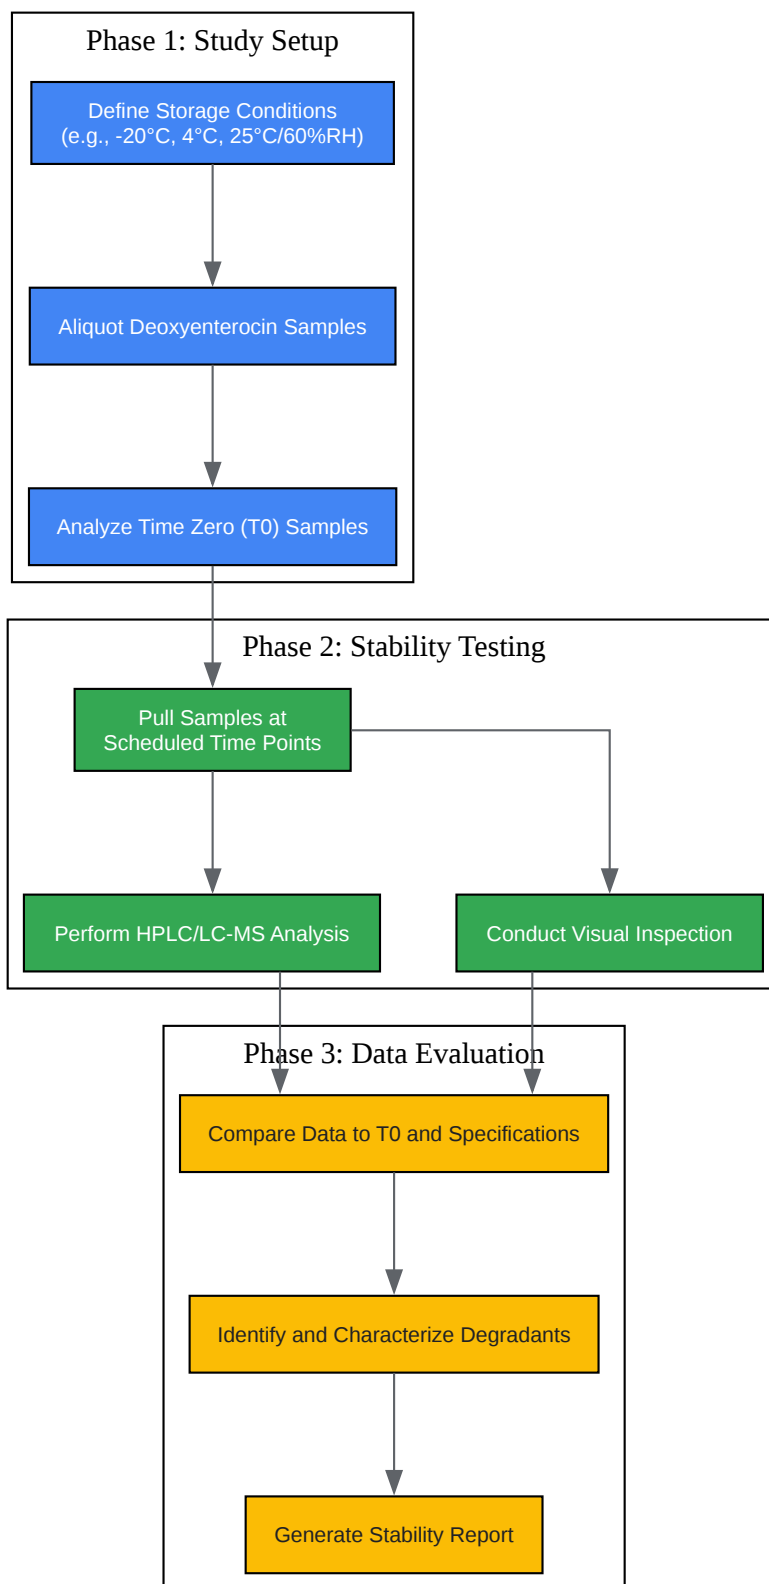 Phase 1: Study Setup
Define Storage Conditions
(e.g., -20°C, 4°C, 25°C/60%RH)
Aliquot Deoxyenterocin Samples
Analyze Time Zero (T0) Samples
Phase 2: Stability Testing
Pull Samples at
Scheduled Time Points
Perform HPLC/LC-MS Analysis
Conduct Visual Inspection
Phase 3: Data Evaluation
Compare Data to T0 and Specifications
Identify and Characterize Degradants
Generate Stability Report